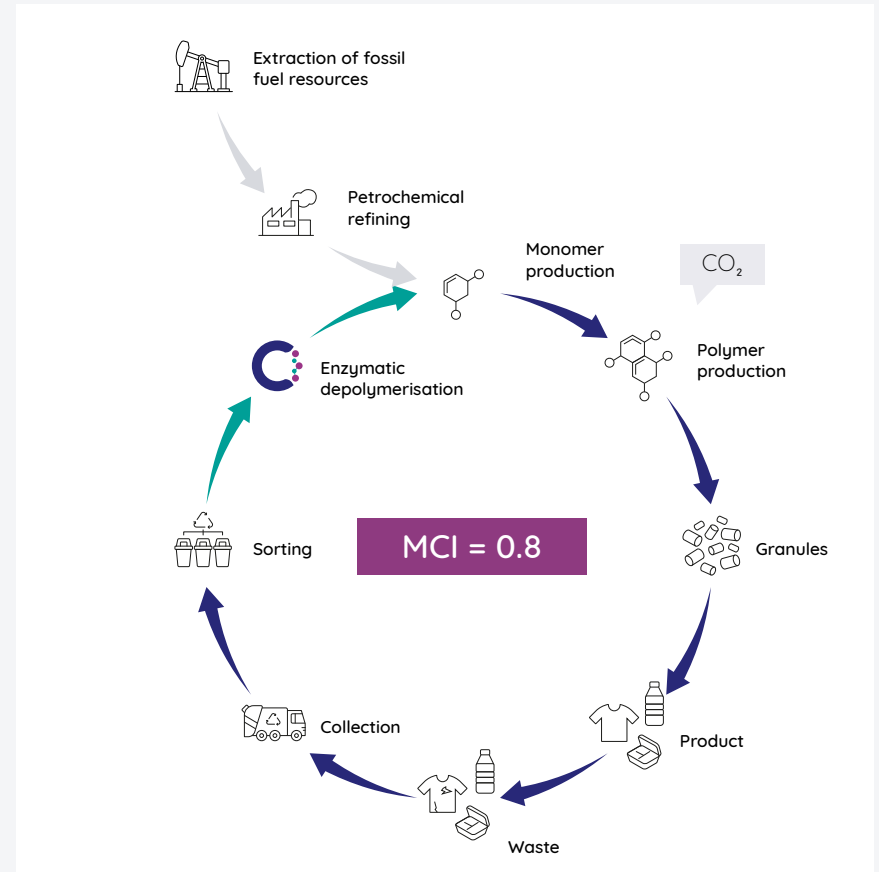 Extraction of fossil
fuel resources
Petrochemical
refining
Monomer
production
CO₂
Polymer
production
Enzymatic
depolymerisation
Sorting
MCI = 0.8
Granules
Collection
Product
Waste